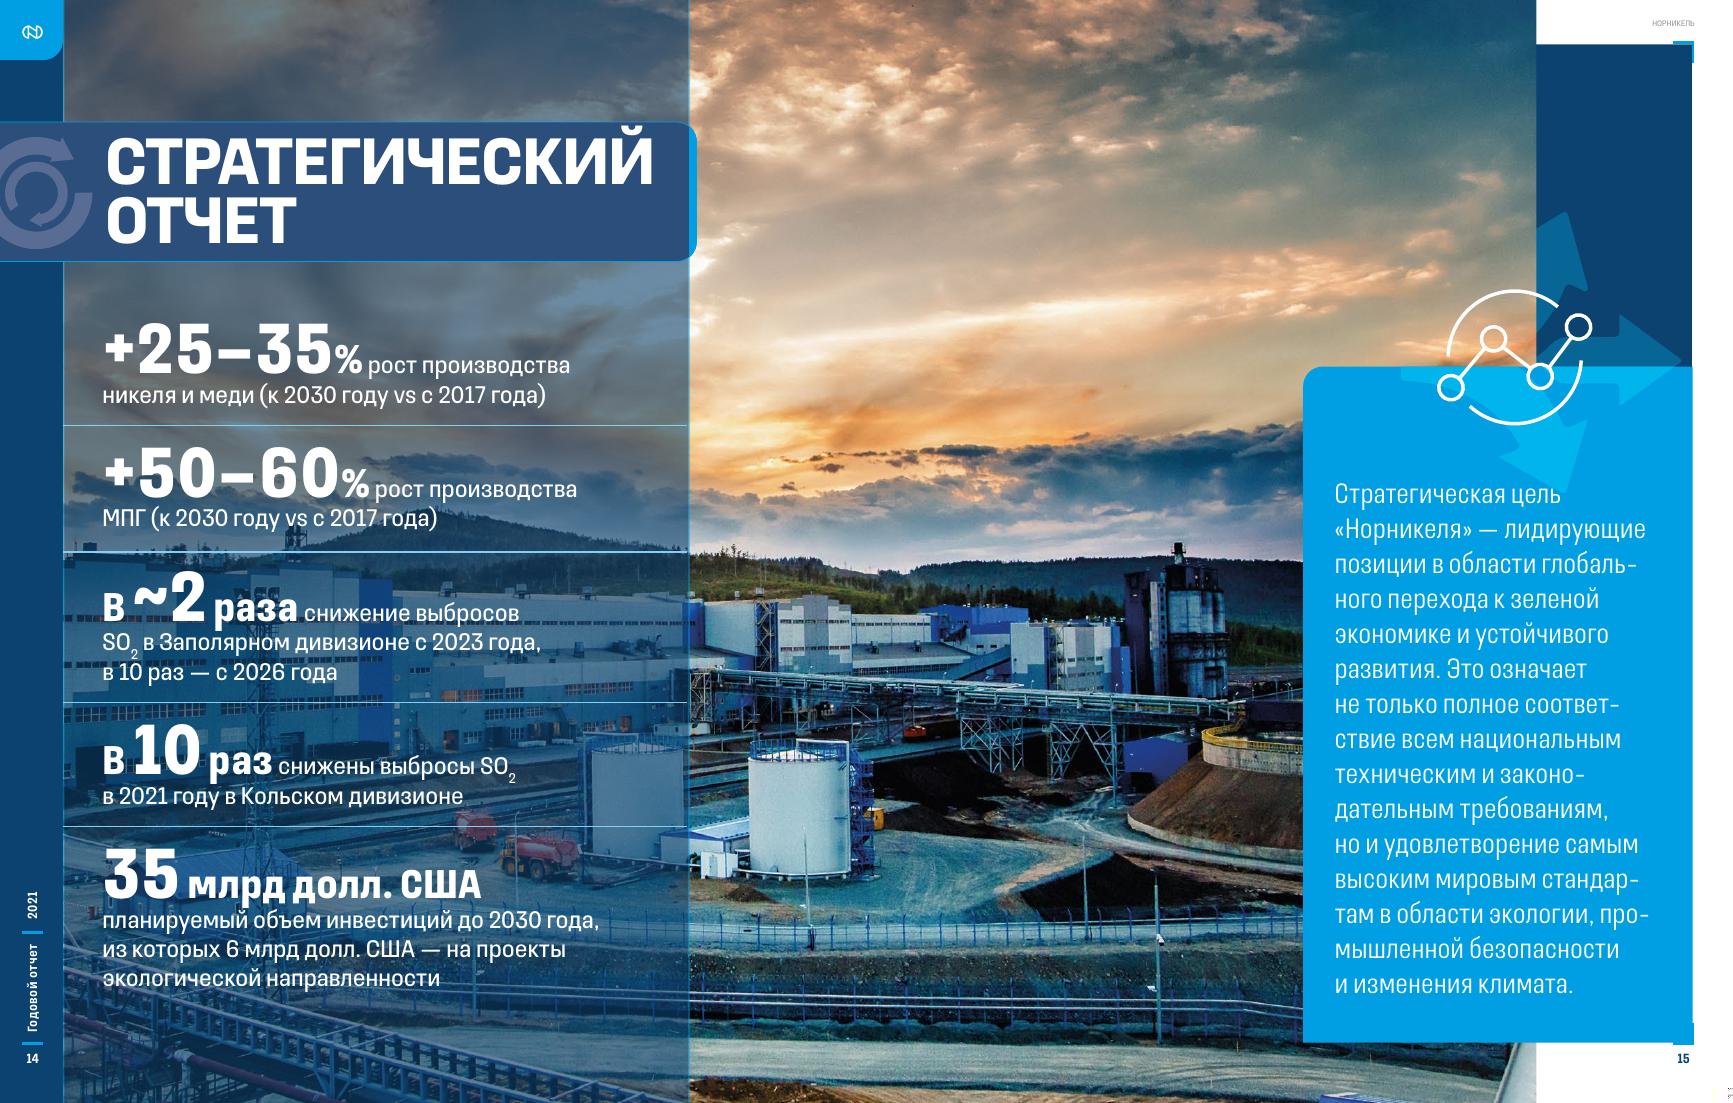 НОРНИКЕЛЬ
СТРАТЕГИЧЕСКИЙ
ОТЧЕТ
+25–35% рост производства
никеля и меди (к 2030 году vs с 2017 года)
+50–60% рост производства
МПГ (к 2030 году vs с 2017 года)
В ~2 раза снижение выбросов
SO2 в Заполярном дивизионе с 2023 года,
в 10 раз — с 2026 года
В 10 раз снижены выбросы SO2
в 2021 году в Кольском дивизионе
35 млрд долл. США
планируемый объем инвестиций до 2030 года,
из которых 6 млрд долл. США — на проекты
экологической направленности
Стратегическая цель
«Норникеля» — лидирующие
позиции в области глобаль-
ного перехода к зеленой
экономике и устойчивого
развития. Это означает
не только полное соответ-
ствие всем национальным
техническим и законо-
дательным требованиям,
но и удовлетворение самым
высоким мировым стандар-
там в области экологии, про-
мышленной безопасности
и изменения климата.
Годовой отчет 2021
14
15